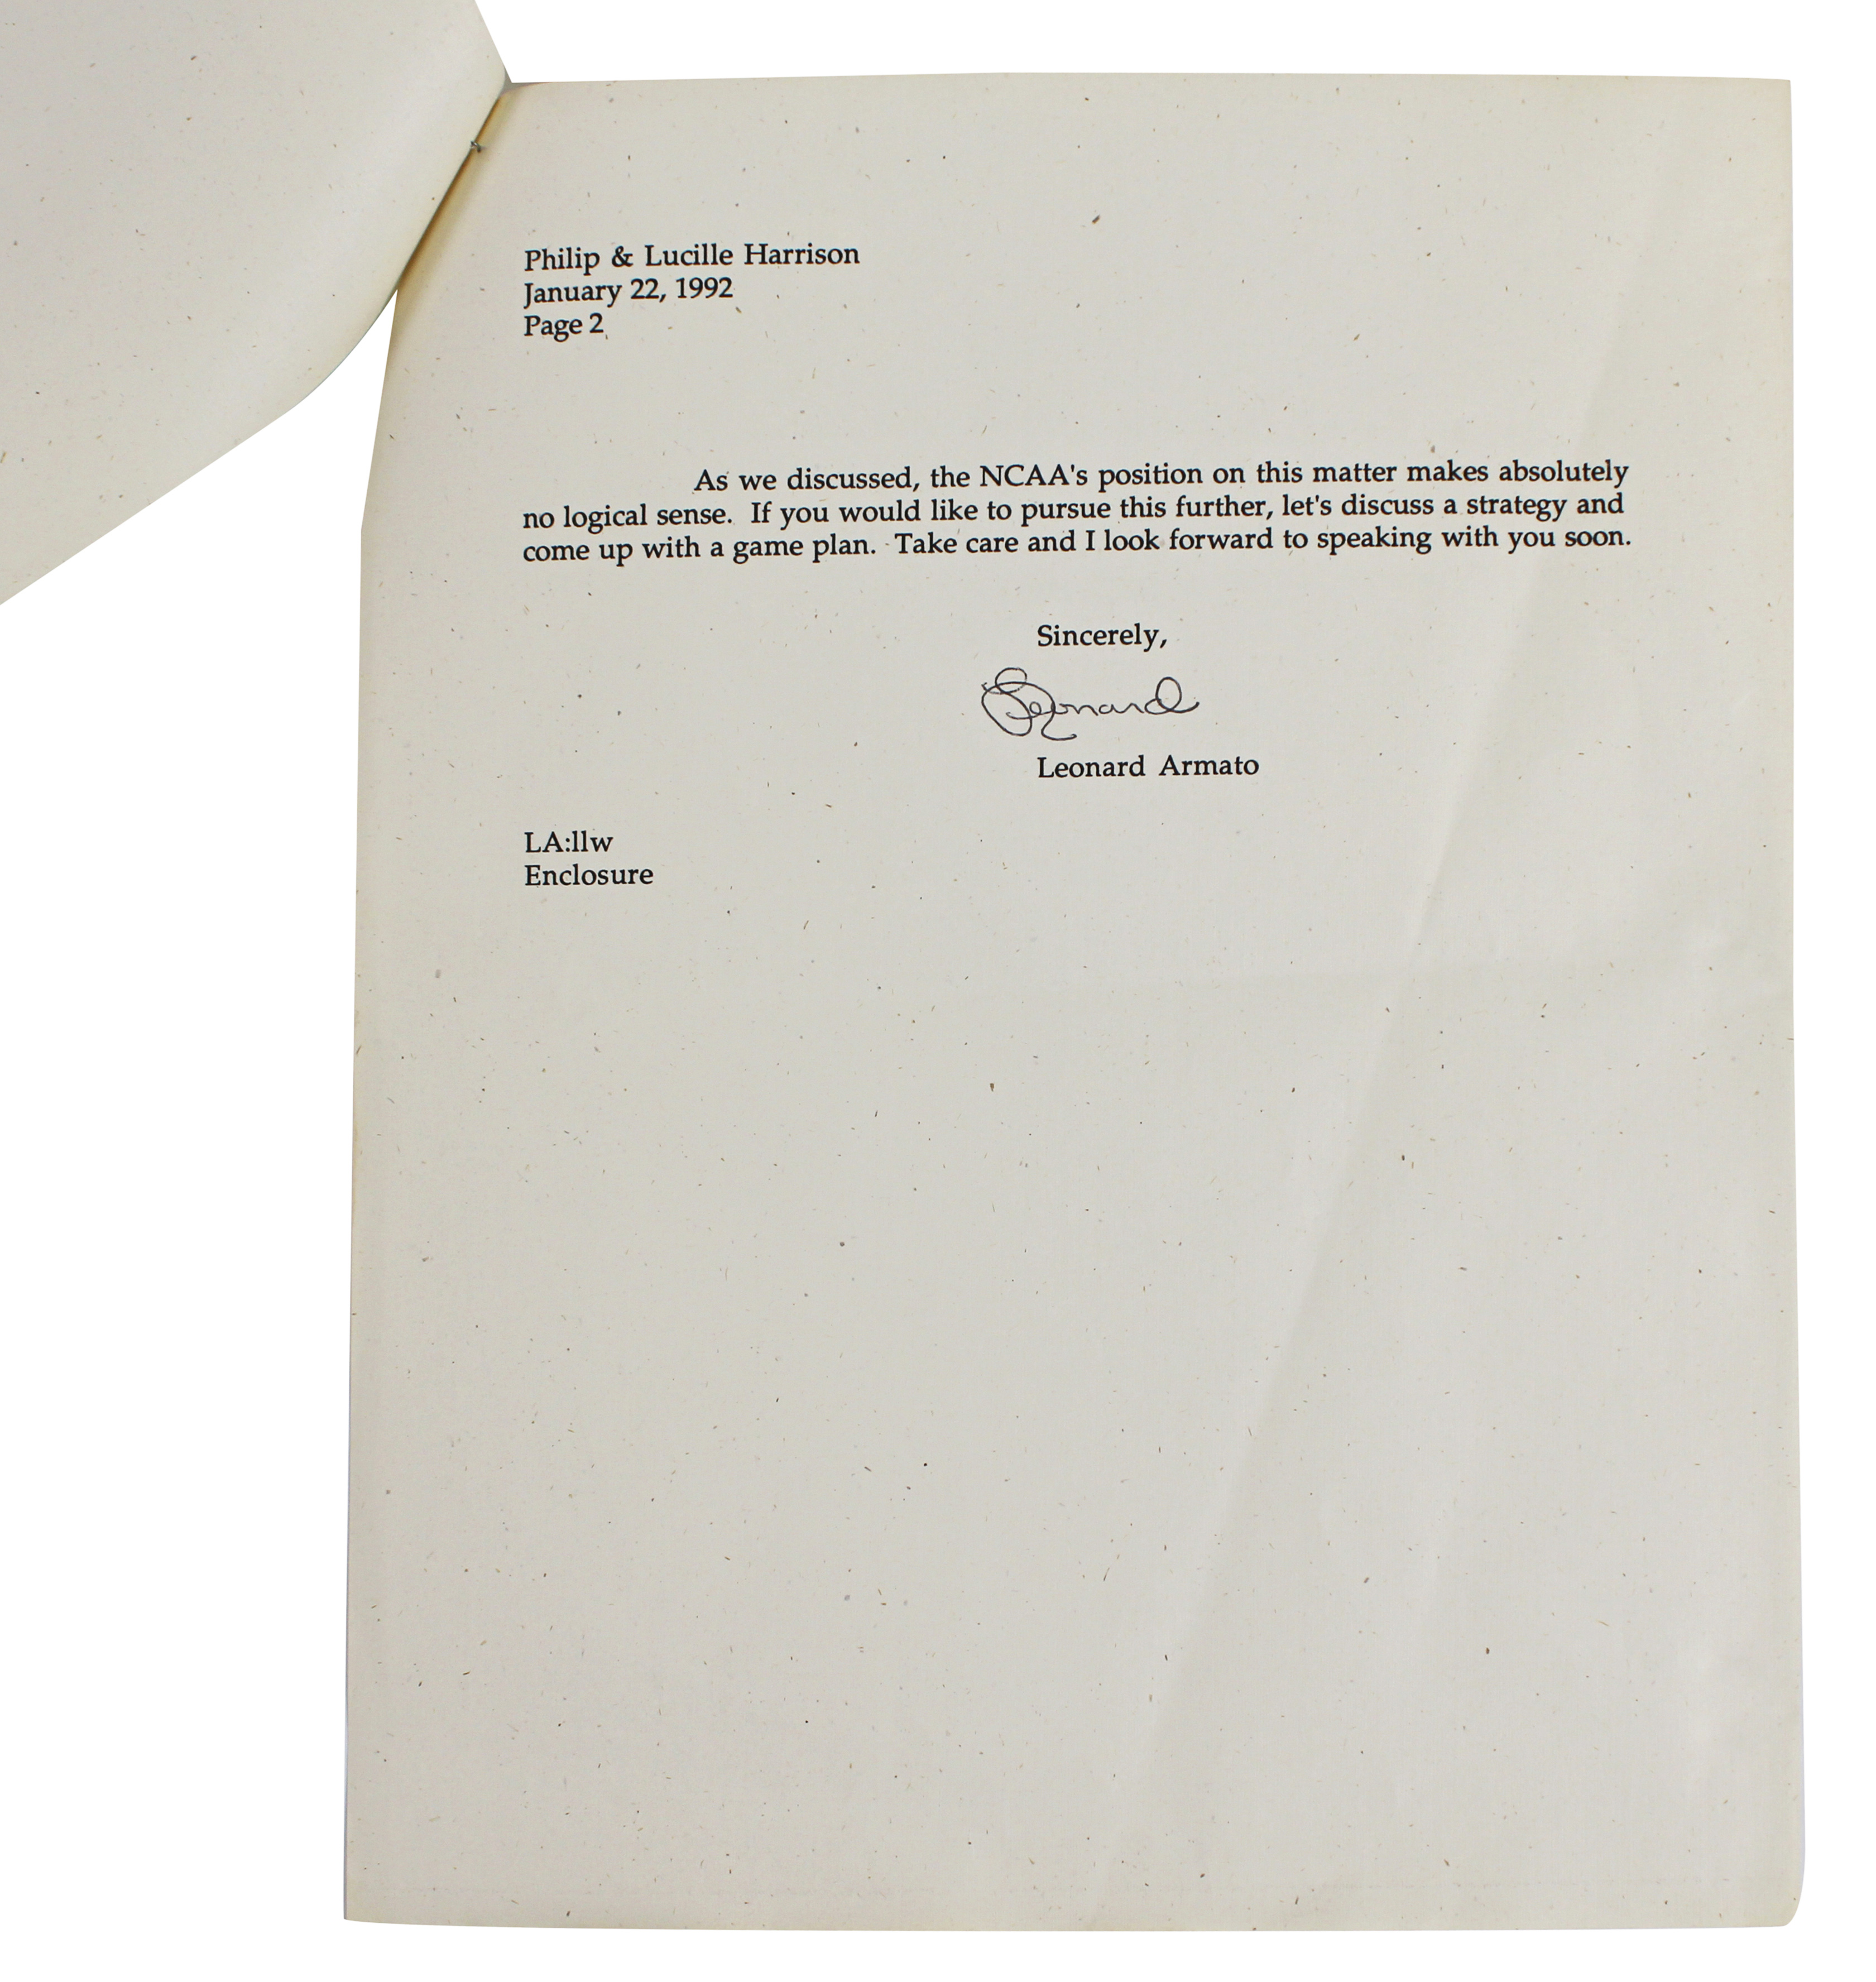 Philip & Lucille Harrison
January 22, 1992
Page 2
As we discussed, the NCAA's position on this matter makes absolutely
no logical sense. If you would like to pursue this further, let's discuss a strategy and
come up with a game plan. Take care and I look forward to speaking with you soon.
Sincerely,
Leonard
Leonard Armato
LA:llw
Enclosure